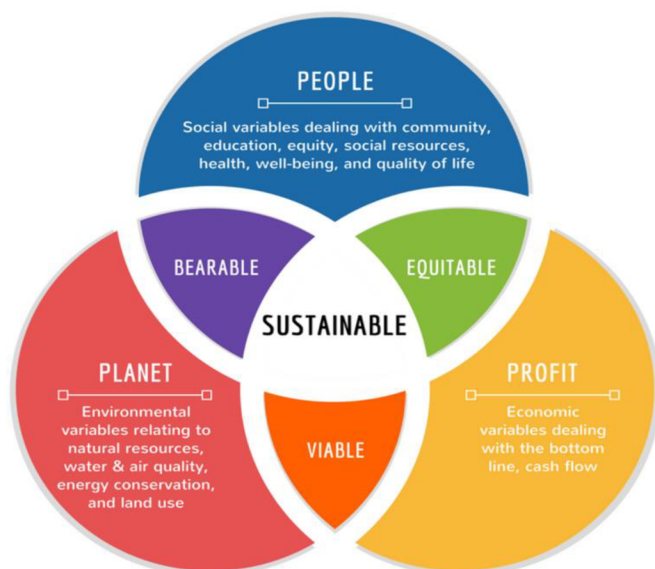 PEOPLE
Social variables dealing with community,
education, equity, social resources,
health, well-being, and quality of life
BEARABLE
EQUITABLE
SUSTAINABLE
PLANET
Environmental
variables relating to
natural resources,
water & air quality,
energy conservation,
and land use
PROFIT
Economic
variables dealing
with the bottom
line, cash flow
VIABLE